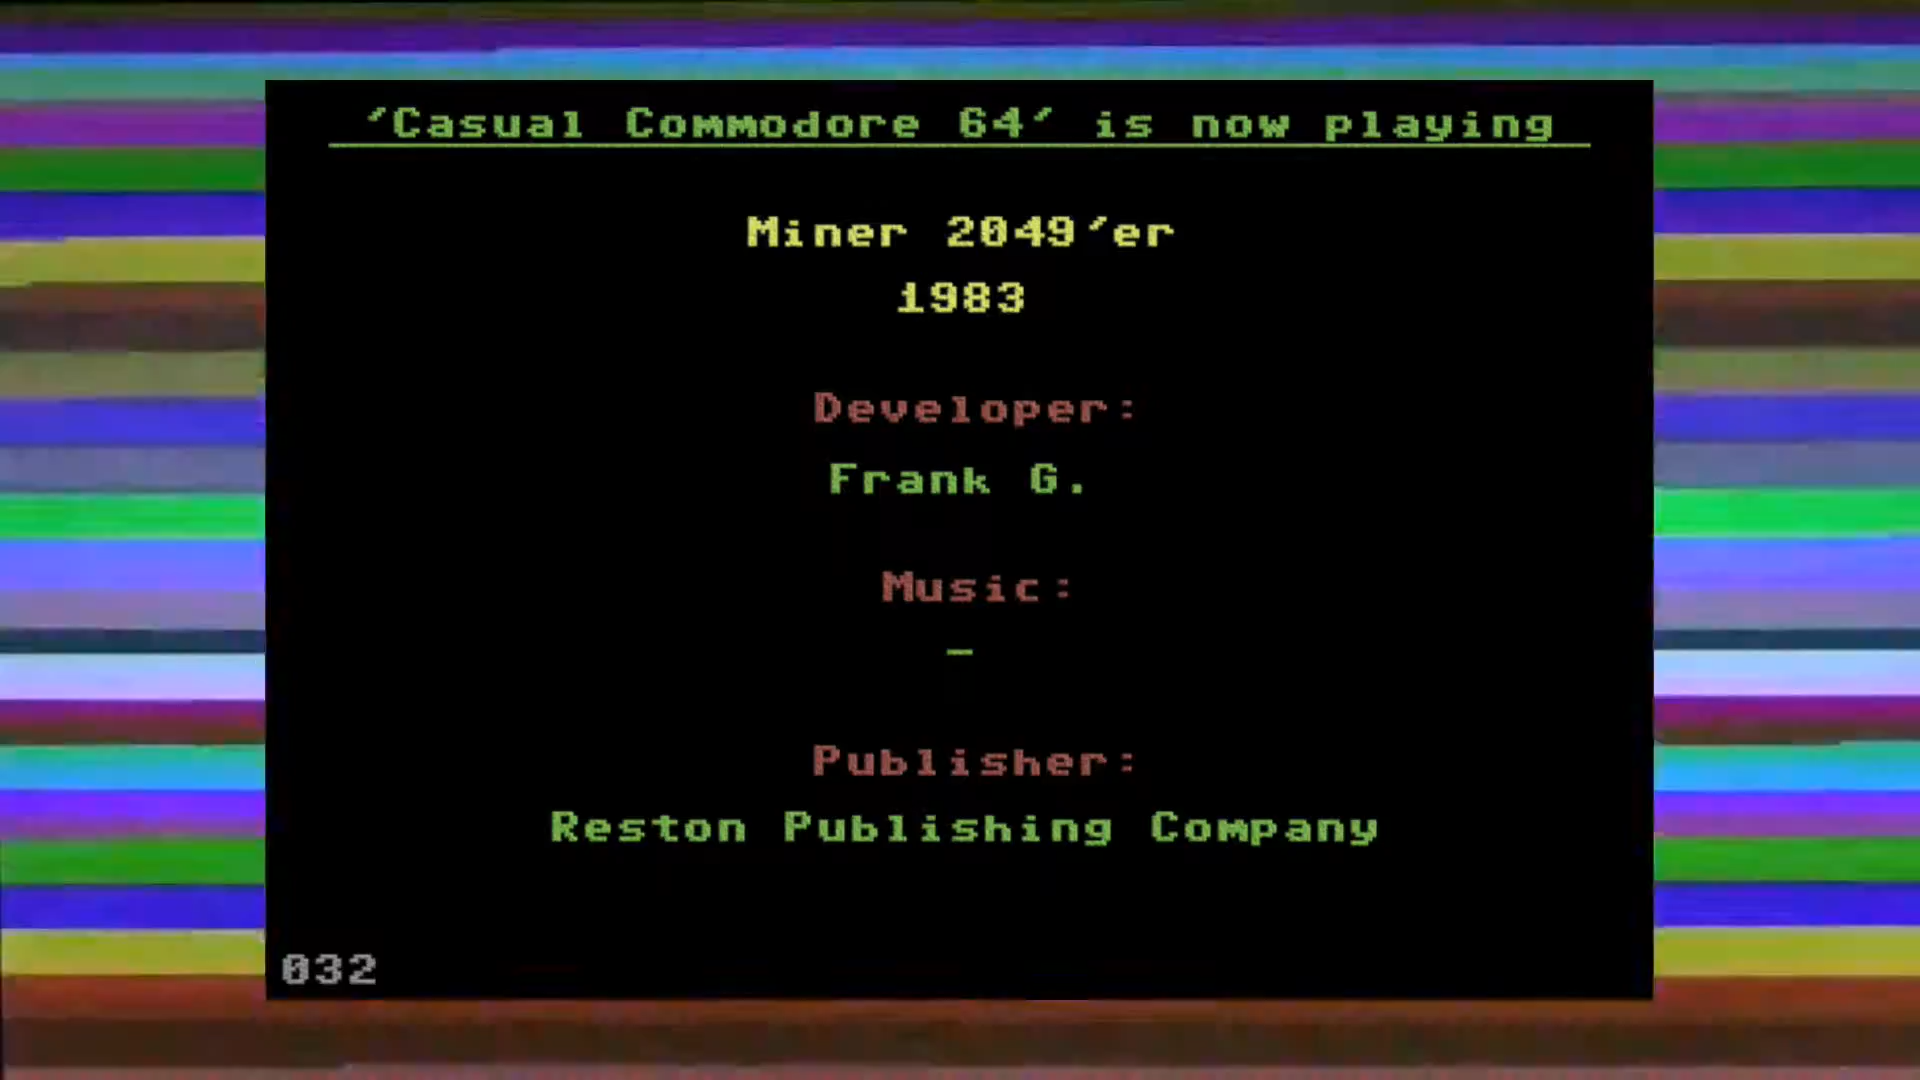 'Casual Commodore 64' is now playing
Miner 2049'er
1983
Developer:
Frank G.
Music:
–
Publisher:
Reston Publishing Company
032